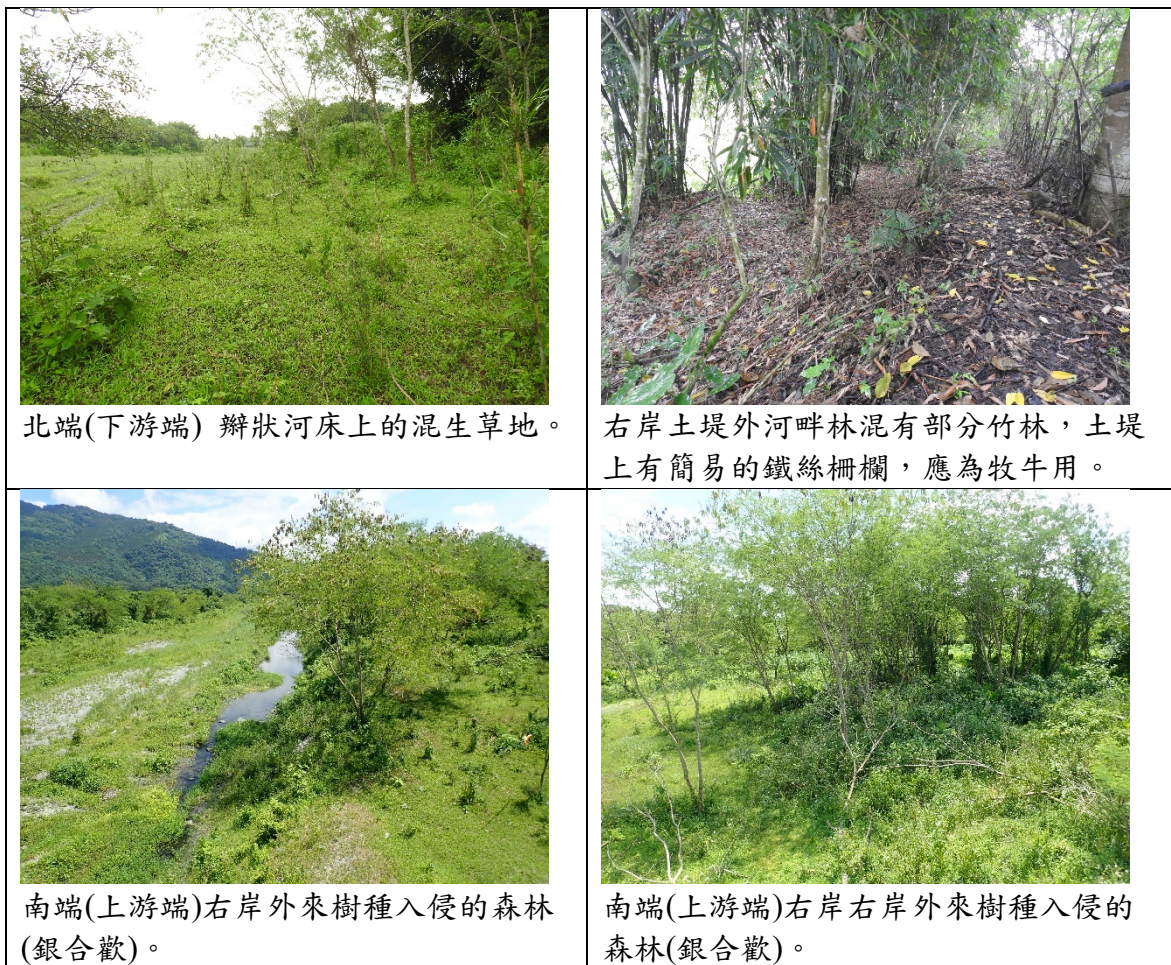 北端(下游端) 辮狀河床上的混生草地。
右岸土堤外河畔林混有部分竹林，土堤
上有簡易的鐵絲柵欄，應為牧牛用。
南端(上游端)右岸外來樹種入侵的森林
(銀合歡)。
南端(上游端)右岸右岸外來樹種入侵的
森林(銀合歡)。